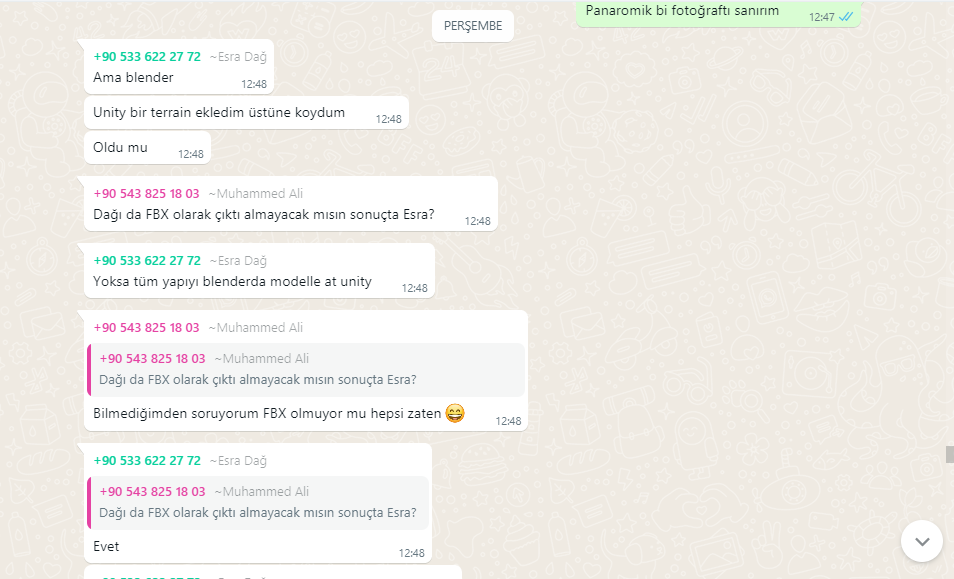 Panaromik bi fotoğraftı sanırım 12:47
PERŞEMBE
+90 533 622 27 72 ~Esra Dağ
Ama blender 12:48
Unity bir terrain ekledim üstüne koydum 12:48
Oldu mu 12:48
+90 543 825 18 03 ~Muhammed Ali
Dağı da FBX olarak çıktı almayacak mısın sonuçta Esra? 12:48
+90 533 622 27 72 ~Esra Dağ
Yoksa tüm yapıyı blenderda modelle at unity 12:48
+90 543 825 18 03 ~Muhammed Ali
+90 543 825 18 03 ~Muhammed Ali
Dağı da FBX olarak çıktı almayacak mısın sonuçta Esra?
Bilmediğimden soruyorum FBX olmuyor mu hepsi zaten 😄 12:48
+90 533 622 27 72 ~Esra Dağ
+90 543 825 18 03 ~Muhammed Ali
Dağı da FBX olarak çıktı almayacak mısın sonuçta Esra?
Evet 12:48